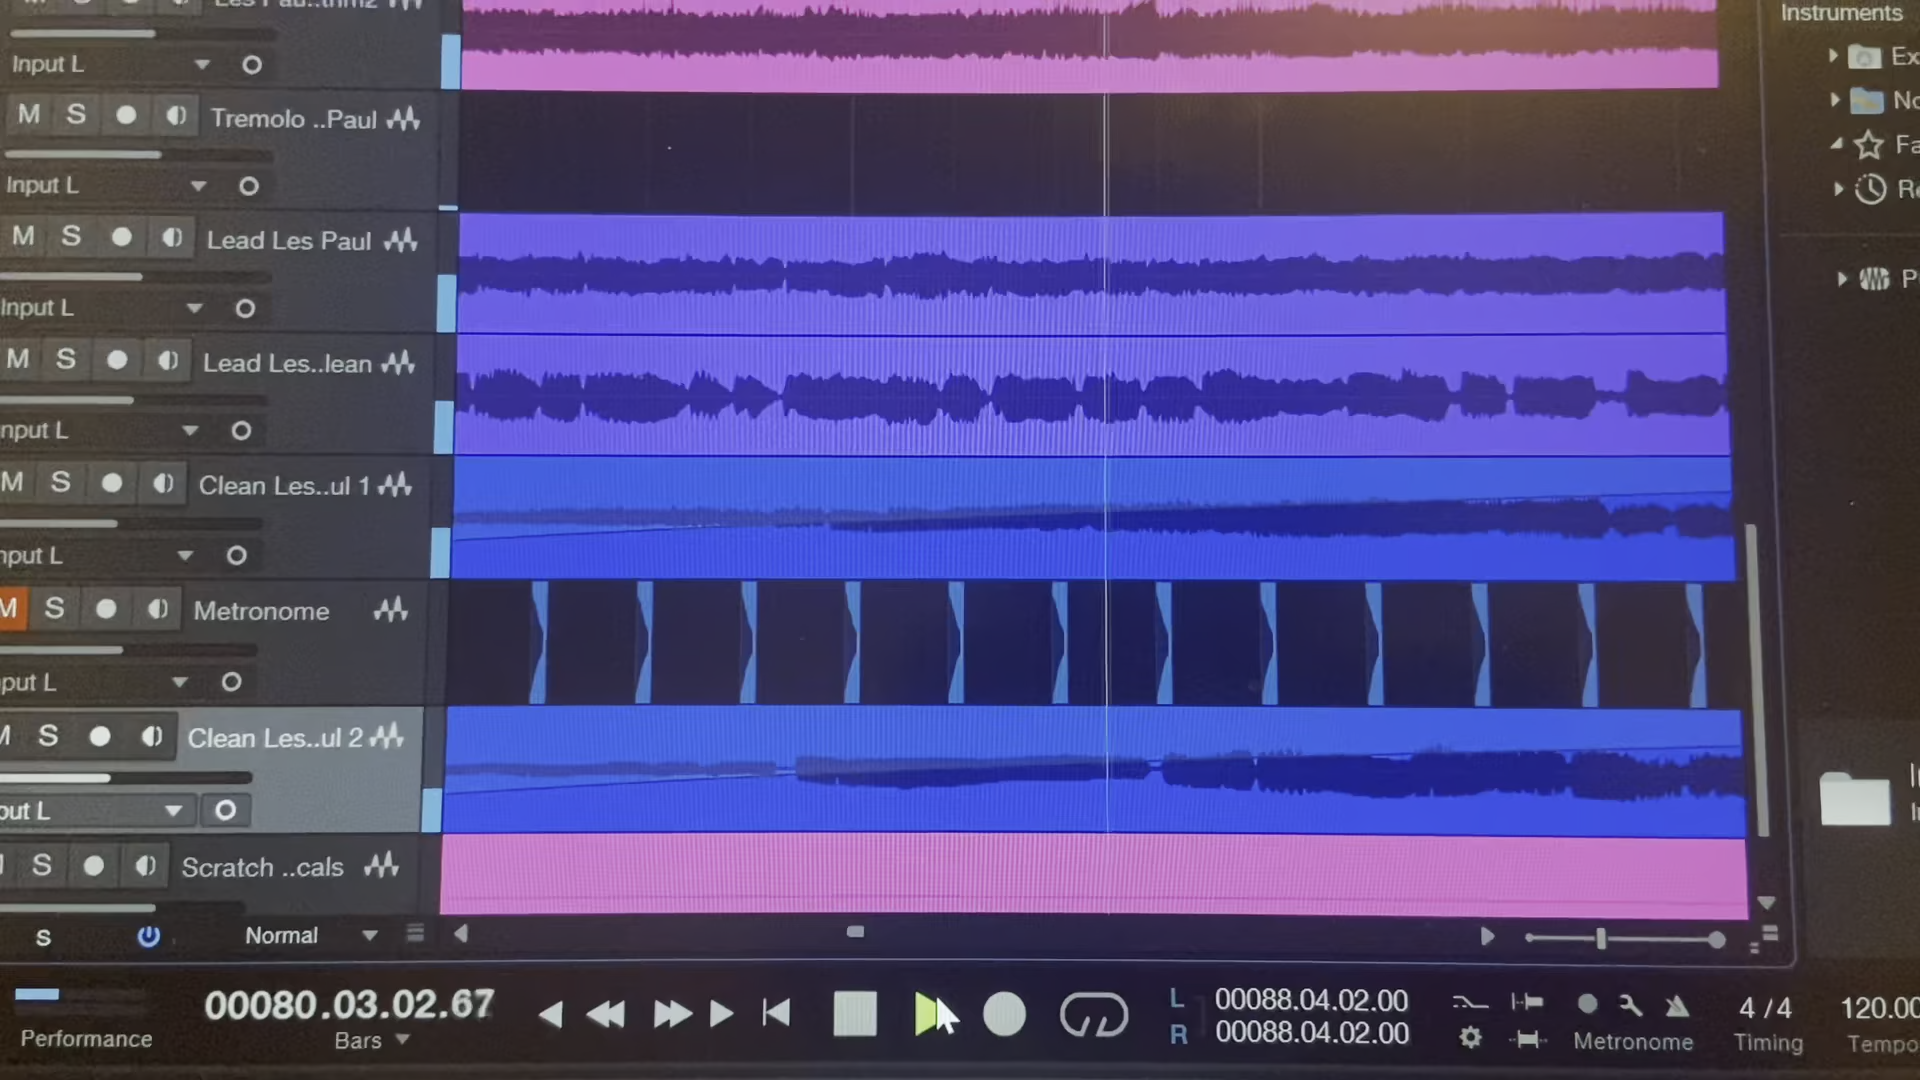 Instruments
Input L
M S Tremolo ..Paul
Input L
M S Lead Les Paul
Input L
M S Lead Les..lean
nput L
M S Clean Les..ul 1
nput L
M S Metronome
put L
S Clean Les..ul 2
out L
S Scratch ..cals
S Normal
00080.03.02.67
Bars
Performance
L 00088.04.02.00
R 00088.04.02.00
Metronome
4 / 4
Timing
120.00
Tempo